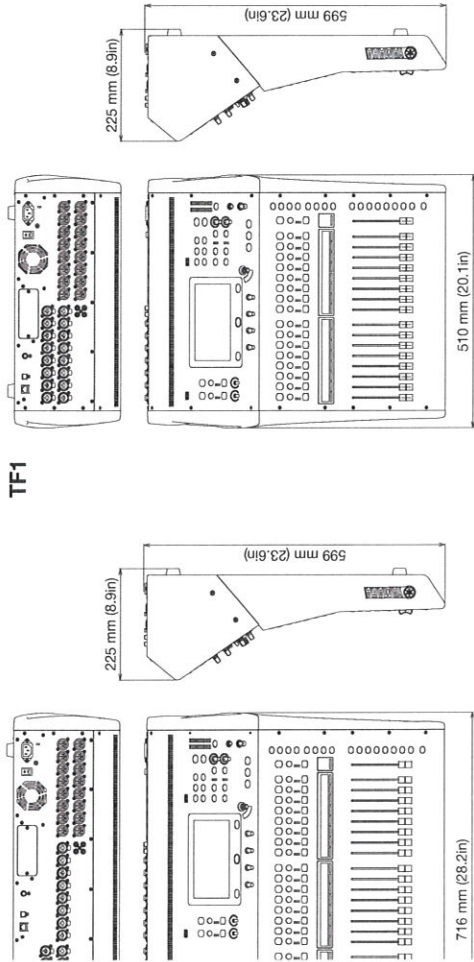 TF1
225 mm (8.9in)
599 mm (23.6in)
510 mm (20.1in)
225 mm (8.9in)
599 mm (23.6in)
716 mm (28.2in)